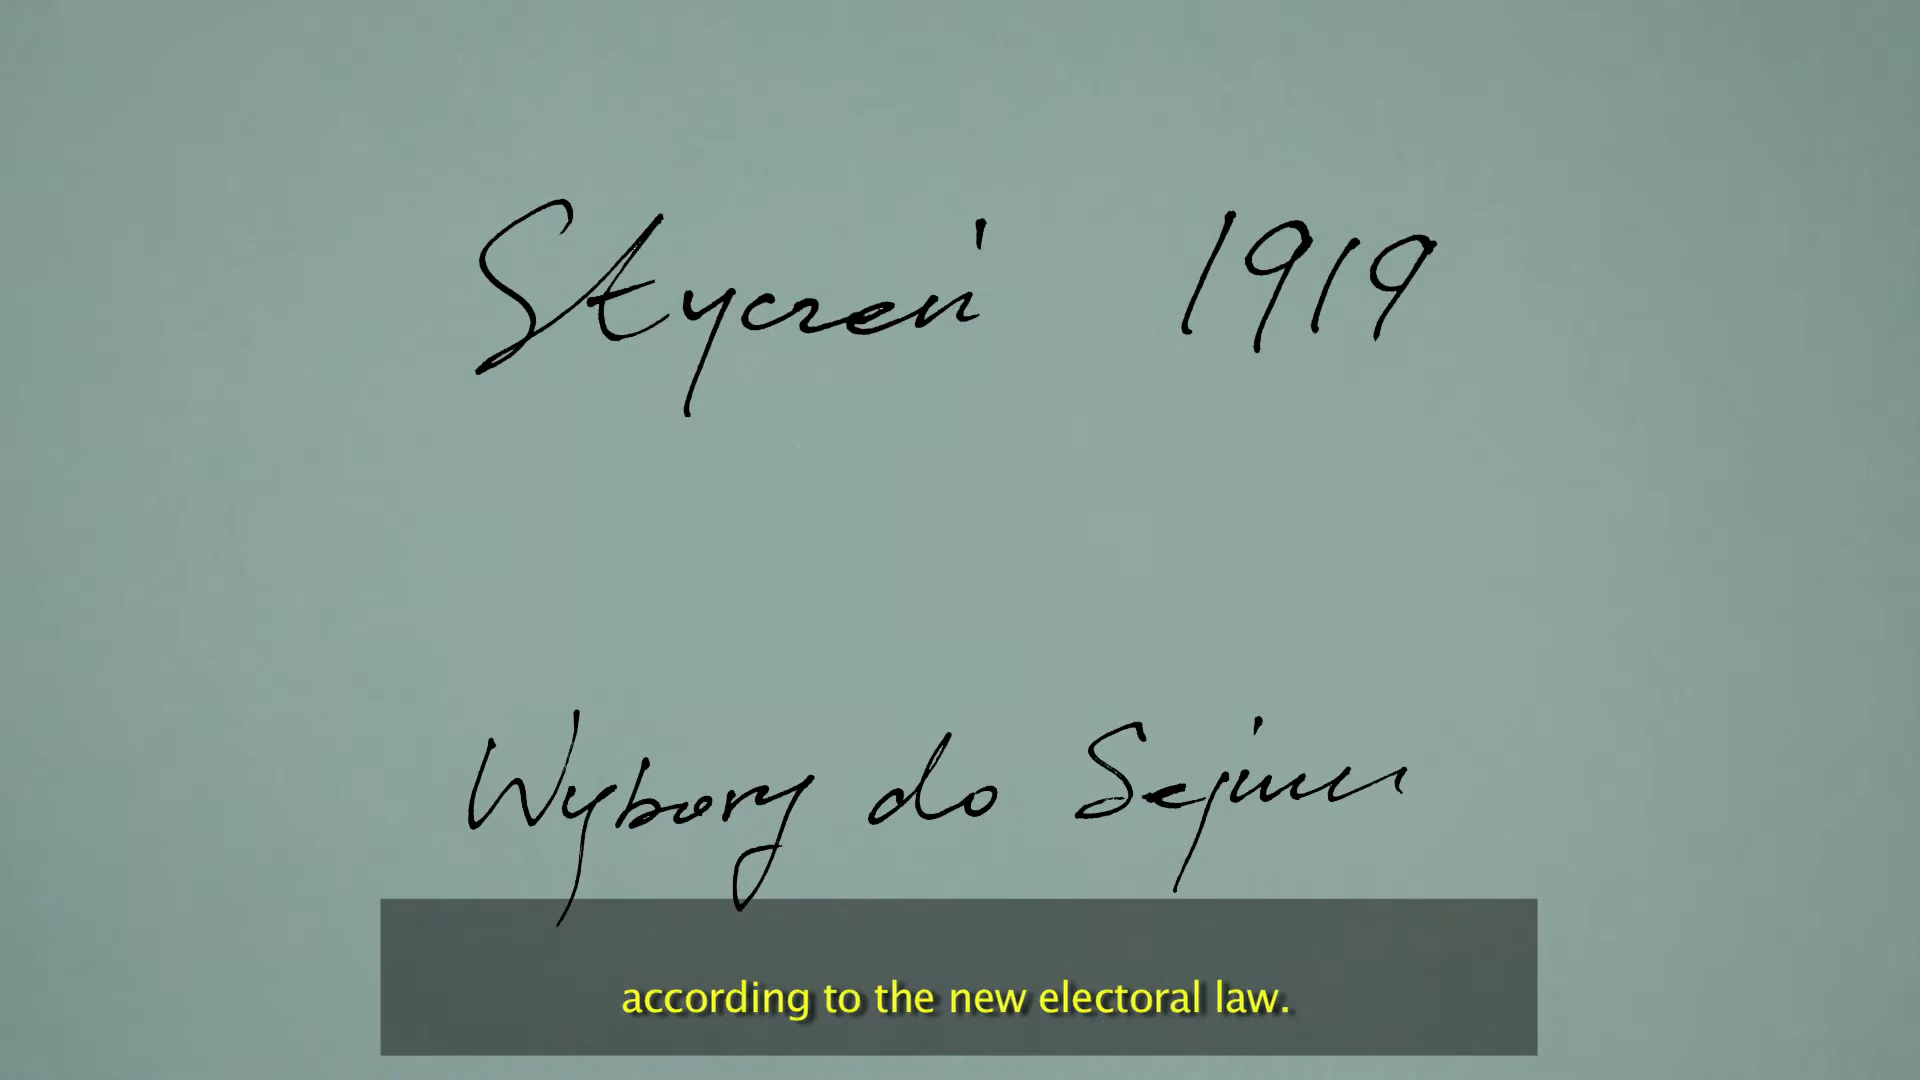 Styczeń 1919
Wybory do Sejmu
according to the new electoral law.